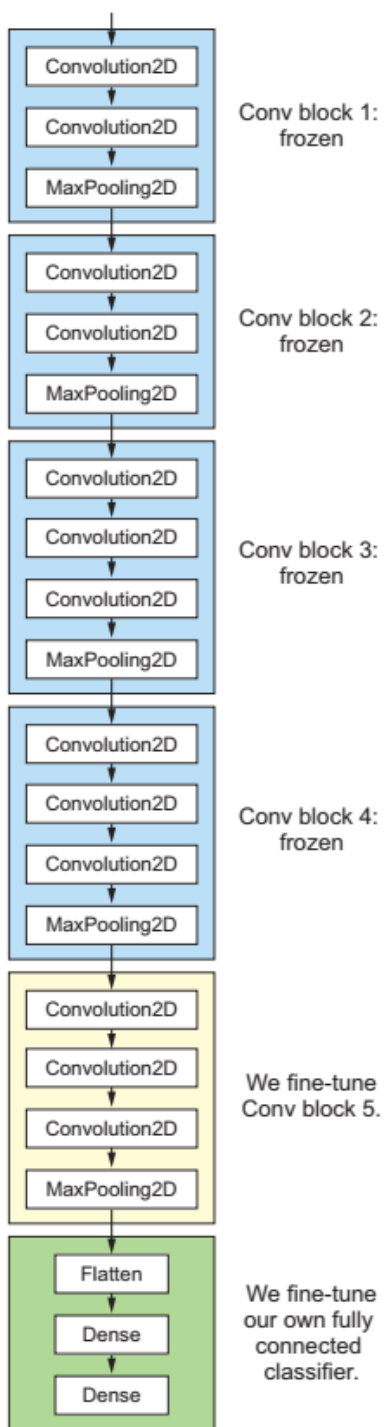 Convolution2D
Convolution2D
MaxPooling2D
Conv block 1:
frozen
Convolution2D
Convolution2D
MaxPooling2D
Conv block 2:
frozen
Convolution2D
Convolution2D
Convolution2D
MaxPooling2D
Conv block 3:
frozen
Convolution2D
Convolution2D
Convolution2D
MaxPooling2D
Conv block 4:
frozen
Convolution2D
Convolution2D
Convolution2D
MaxPooling2D
We fine-tune
Conv block 5.
Flatten
Dense
Dense
We fine-tune
our own fully
connected
classifier.